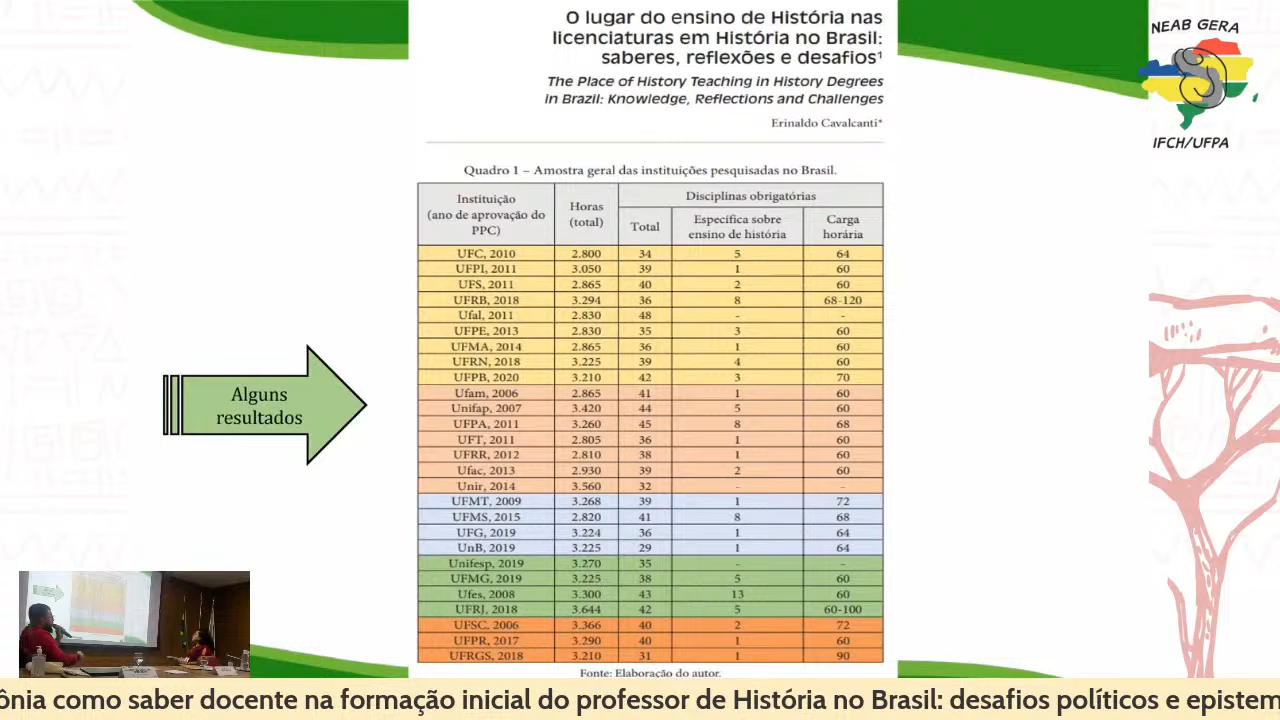 O lugar do ensino de História nas
licenciaturas em História no Brasil:
saberes, reflexões e desafios¹
The Place of History Teaching in History Degrees
in Brazil: Knowledge, Reflections and Challenges
Erinaldo Cavalcanti*
NEAB GERA
IFCH/UFPA
Alguns
resultados
Quadro 1 – Amostra geral das instituições pesquisadas no Brasil.
Instituição
(ano de aprovação do
PPC)
Horas
(total)
Disciplinas obrigatórias
Total
Específica sobre
ensino de história
Carga
horária
UFC, 2010 2.800 34 5 64
UFPI, 2011 3.050 39 1 60
UFS, 2011 2.865 40 2 60
UFRB, 2018 3.294 36 8 68-120
Ufal, 2011 2.830 48 - -
UFPE, 2013 2.830 35 3 60
UFMA, 2014 2.865 36 1 60
UFRN, 2018 3.225 39 4 60
UFPB, 2020 3.210 42 3 70
Ufam, 2006 2.865 41 1 60
Unifap, 2007 3.420 44 5 60
UFPA, 2011 3.260 45 8 68
UFT, 2011 2.805 36 1 60
UFRR, 2012 2.810 38 1 60
Ufac, 2013 2.930 39 2 60
Unir, 2014 3.560 32 - -
UFMT, 2009 3.268 39 1 72
UFMS, 2015 2.820 41 8 68
UFG, 2019 3.224 36 1 64
UnB, 2019 3.225 29 1 64
Unifesp, 2019 3.270 35 - -
UFMG, 2019 3.225 38 5 60
Ufes, 2008 3.300 43 13 60
UFRJ, 2018 3.644 42 5 60-100
UFSC, 2006 3.366 40 2 72
UFPR, 2017 3.290 40 1 60
UFRGS, 2018 3.210 31 1 90
Fonte: Elaboração do autor.
ônia como saber docente na formação inicial do professor de História no Brasil: desafios políticos e epistem